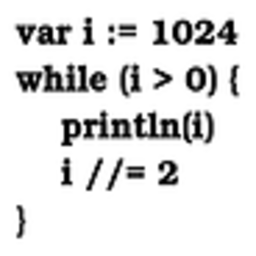 var i := 1024
while (i > 0) {
    println(i)
    i //= 2
}